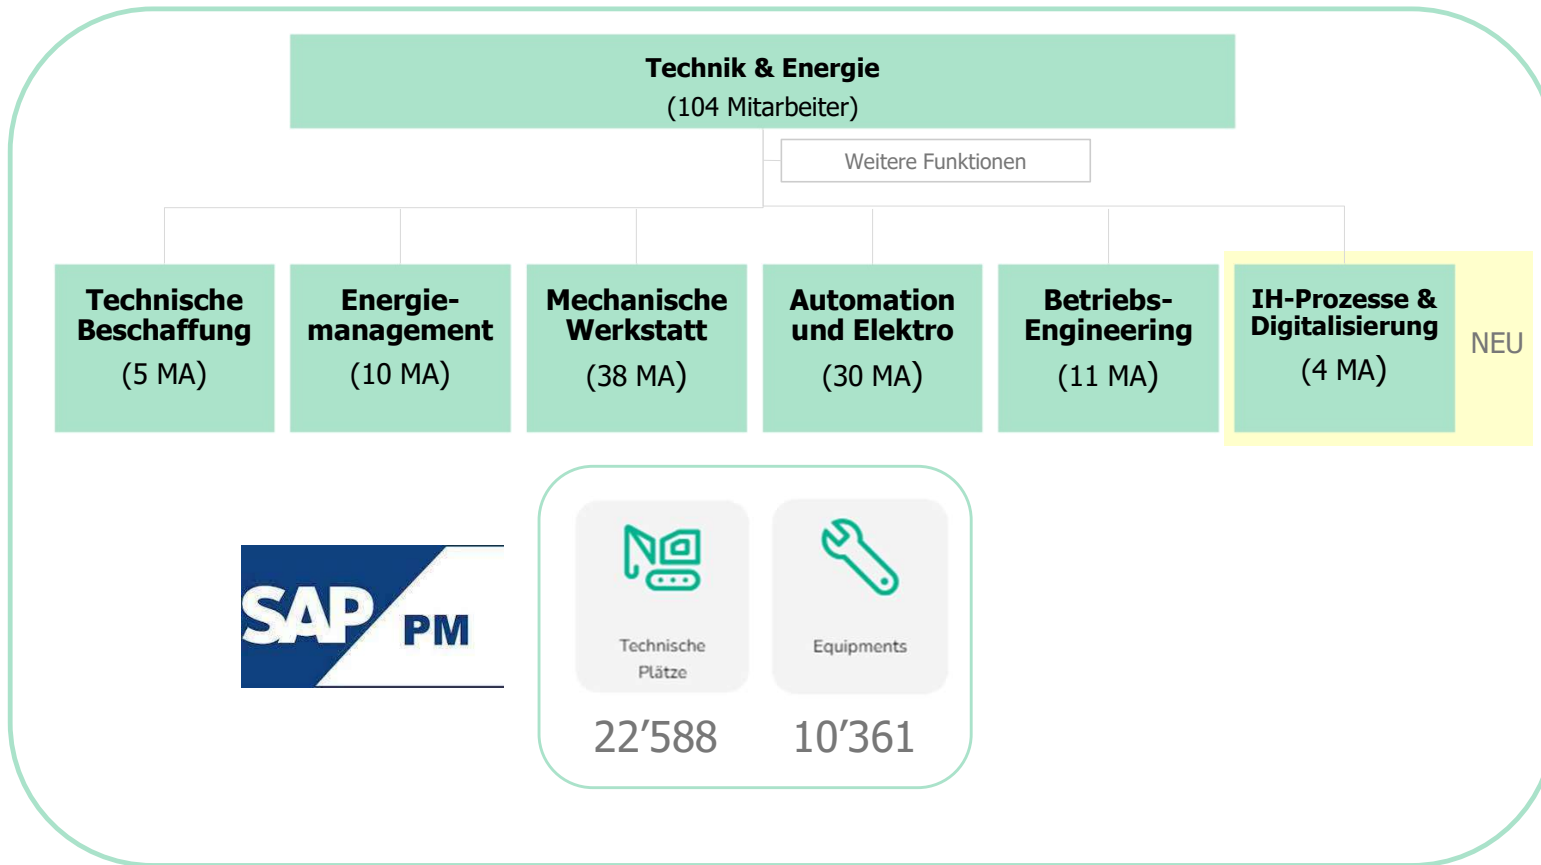 Technik & Energie
(104 Mitarbeiter)
Weitere Funktionen
Technische
Beschaffung
(5 MA)
Energie-
management
(10 MA)
Mechanische
Werkstatt
(38 MA)
Automation
und Elektro
(30 MA)
Betriebs-
Engineering
(11 MA)
IH-Prozesse &
Digitalisierung
(4 MA)
NEU
SAP PM
Technische
Plätze
22’588
Equipments
10’361